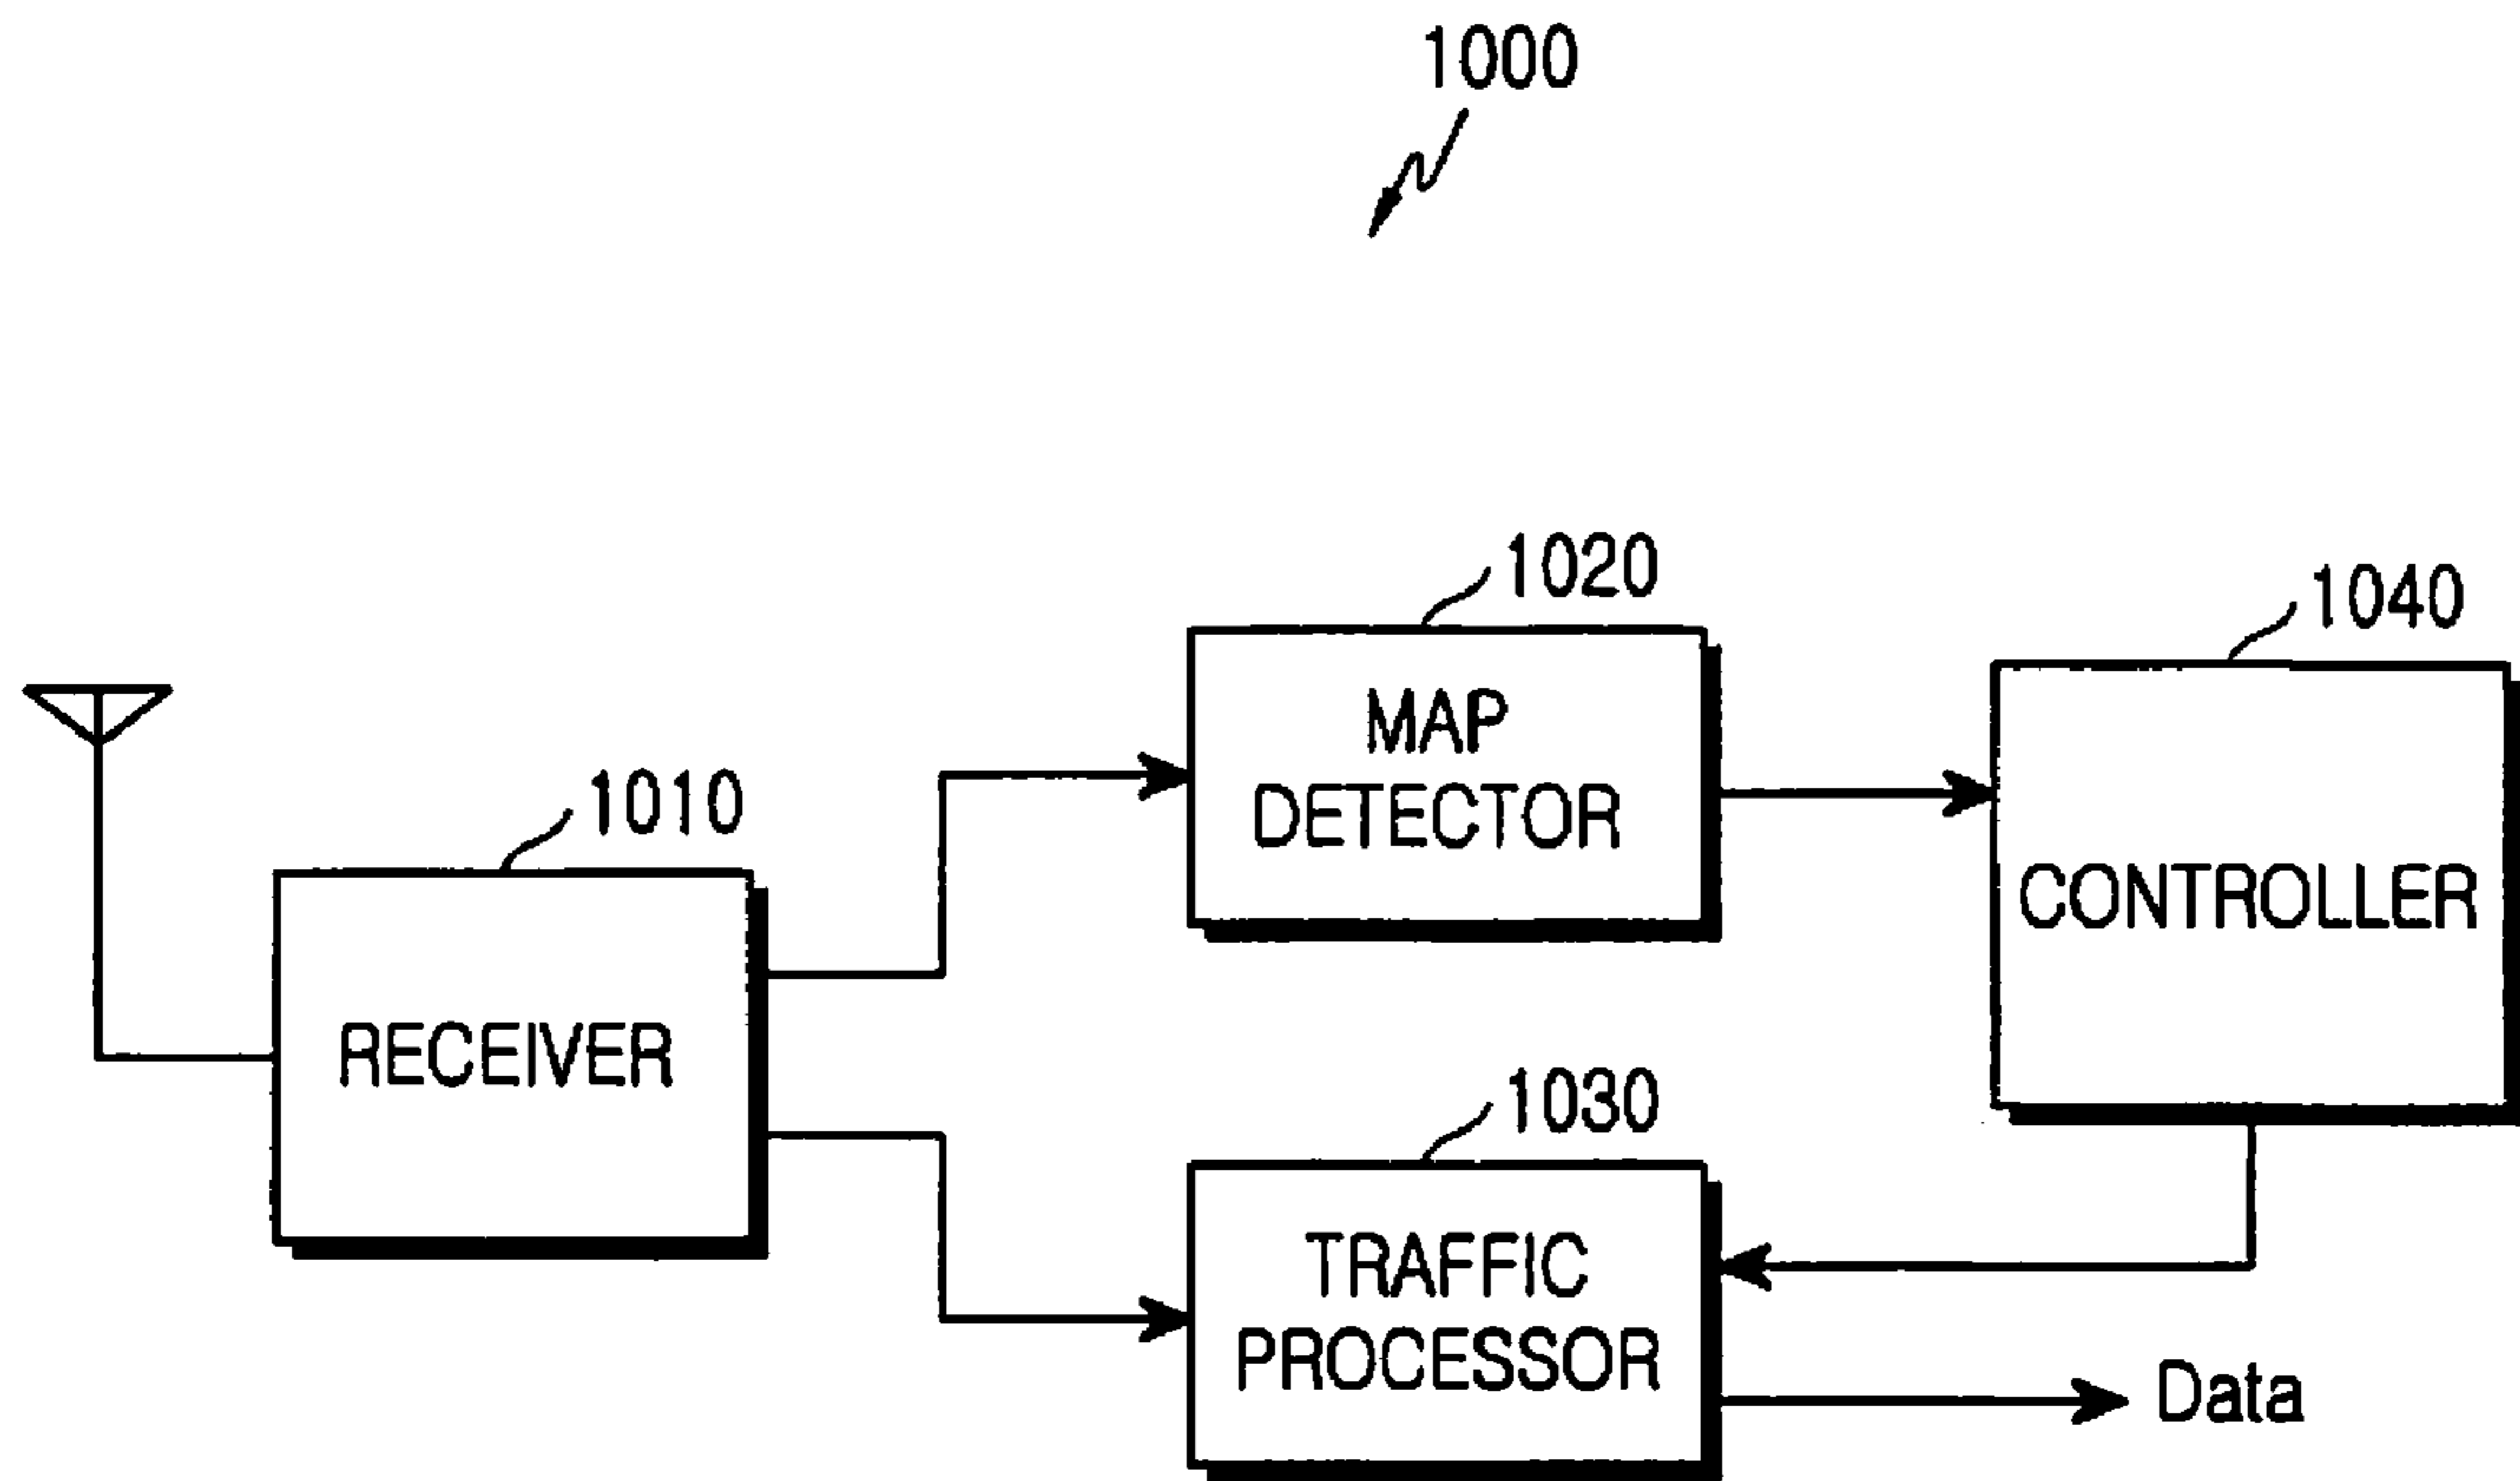 1000
1020
MAP
DETECTOR
1040
CONTROLLER
1010
RECEIVER
1030
TRAFFIC
PROCESSOR
Data